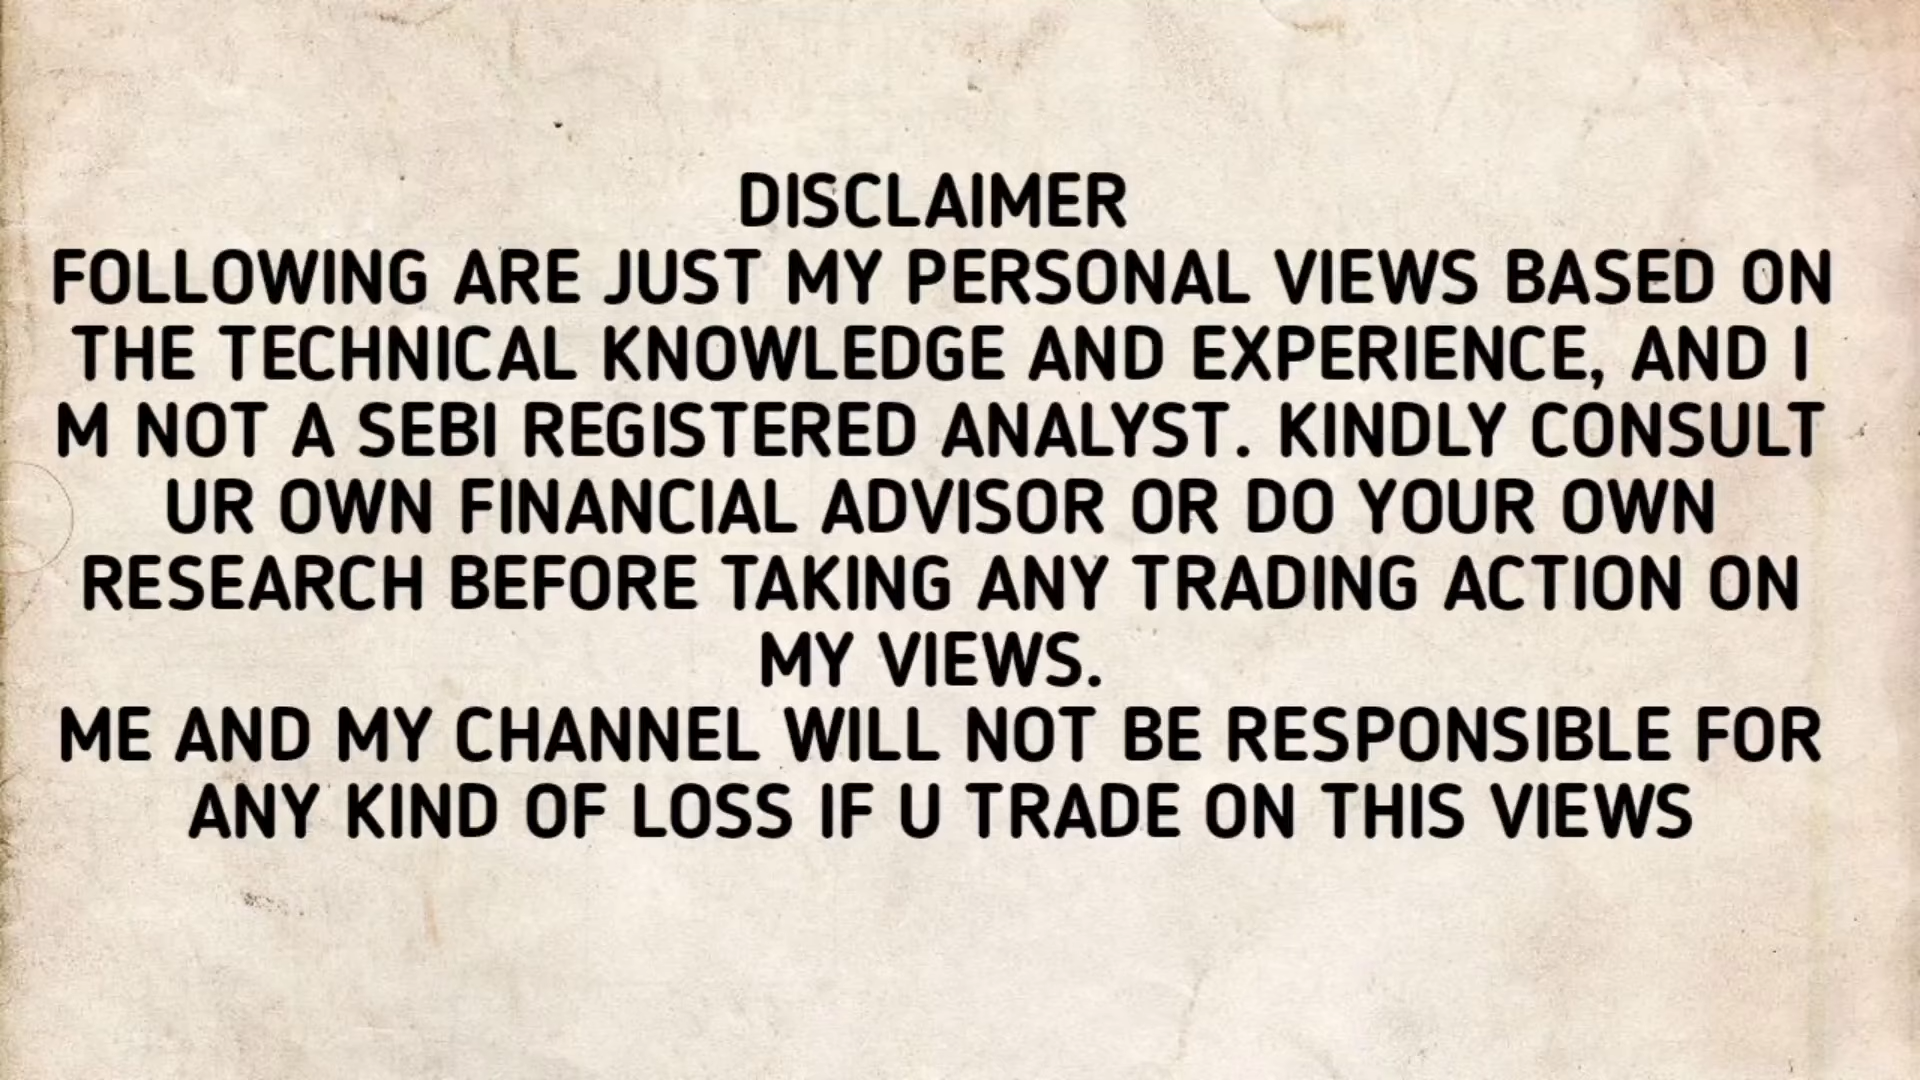 DISCLAIMER
FOLLOWING ARE JUST MY PERSONAL VIEWS BASED ON
THE TECHNICAL KNOWLEDGE AND EXPERIENCE, AND I
M NOT A SEBI REGISTERED ANALYST. KINDLY CONSULT
UR OWN FINANCIAL ADVISOR OR DO YOUR OWN
RESEARCH BEFORE TAKING ANY TRADING ACTION ON
MY VIEWS.
ME AND MY CHANNEL WILL NOT BE RESPONSIBLE FOR
ANY KIND OF LOSS IF U TRADE ON THIS VIEWS